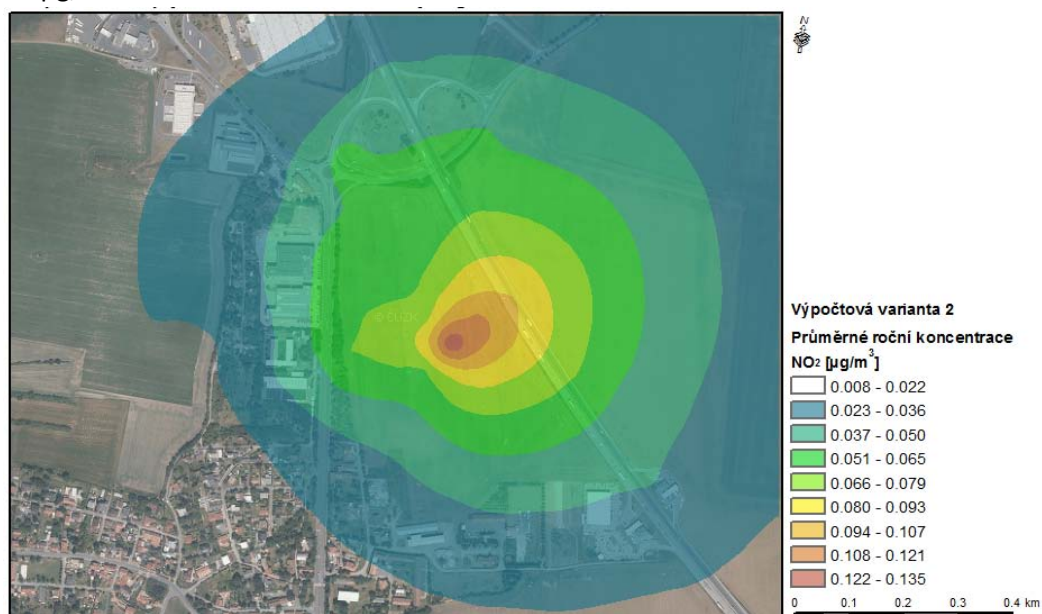 © ČÚZK
N
Výpočtová varianta 2
Průměrné roční koncentrace
NO2 [µg/m³]
0.008 - 0.022
0.023 - 0.036
0.037 - 0.050
0.051 - 0.065
0.066 - 0.079
0.080 - 0.093
0.094 - 0.107
0.108 - 0.121
0.122 - 0.135
0 0.1 0.2 0.3 0.4 km